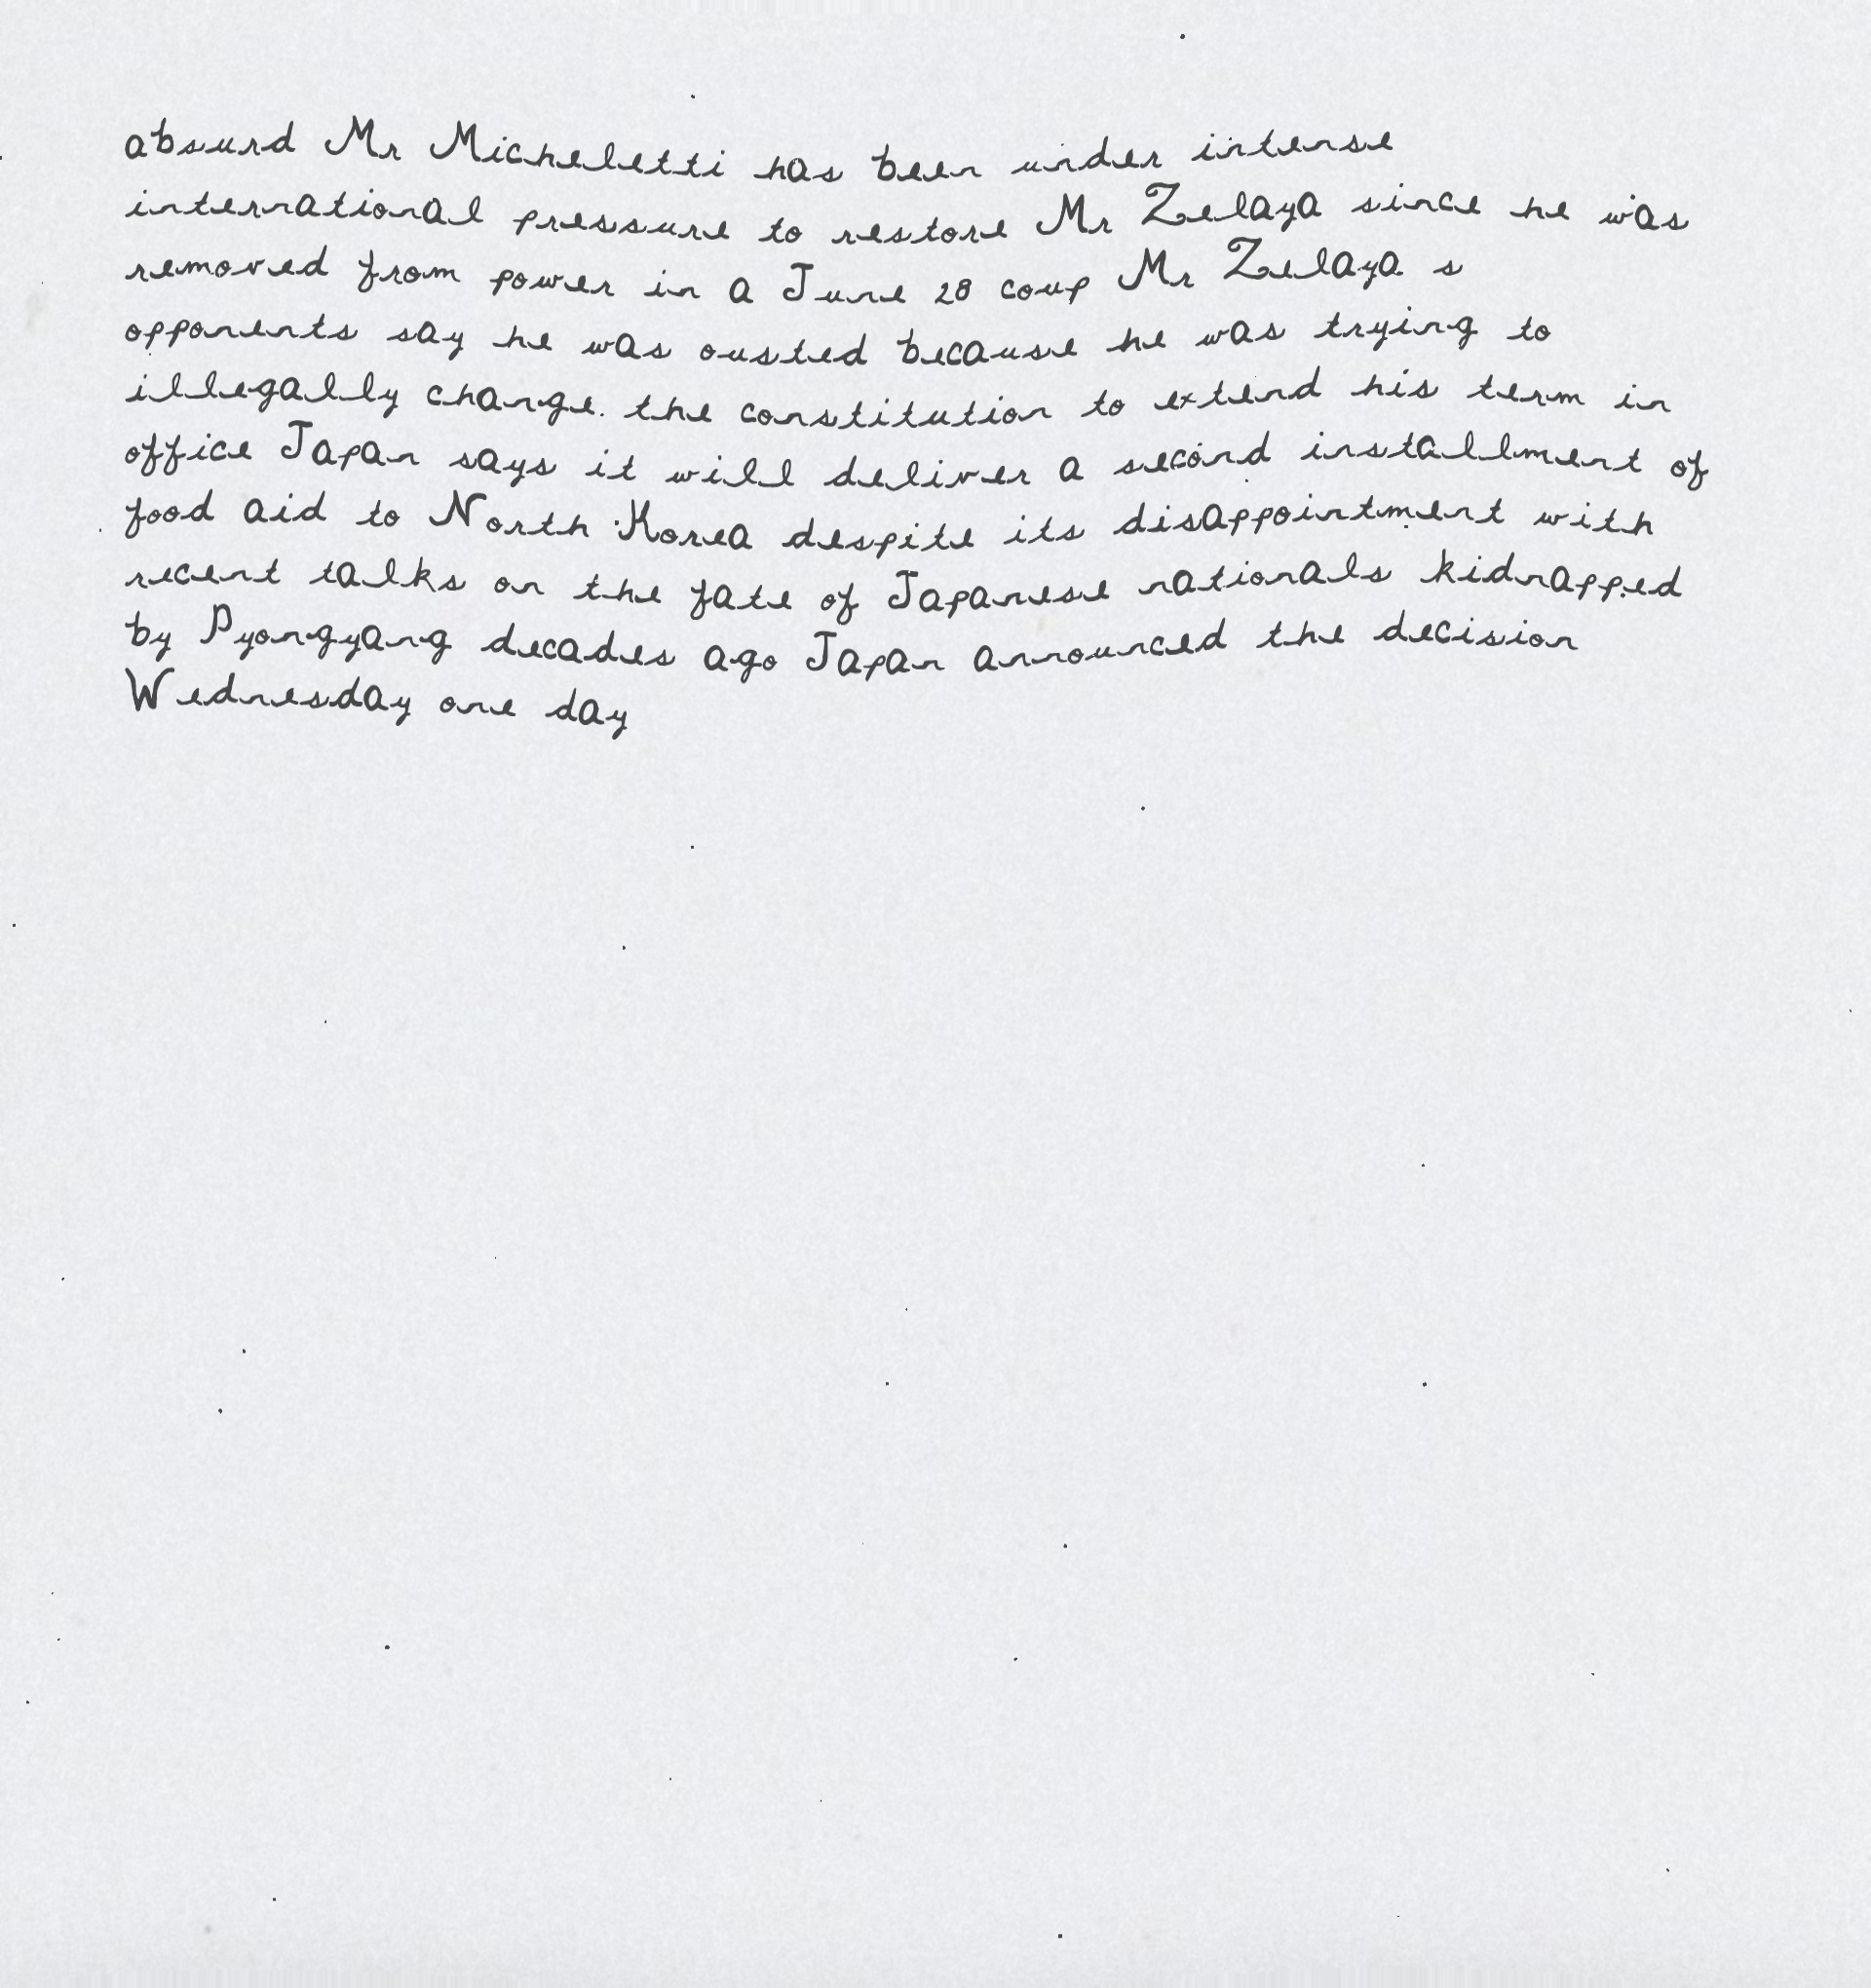 absurd Mr Micheletti has been under intense
international pressure to restore Mr Zelaya since he was
removed from power in a June 28 coup Mr Zelaya s
opponents say he was ousted because he was trying to
illegally change the constitution to extend his term in
office Japan says it will deliver a second installment of
food aid to North Korea despite its disappointment with
recent talks on the fate of Japanese nationals kidnapped
by Pyongyang decades ago Japan announced the decision
Wednesday one day